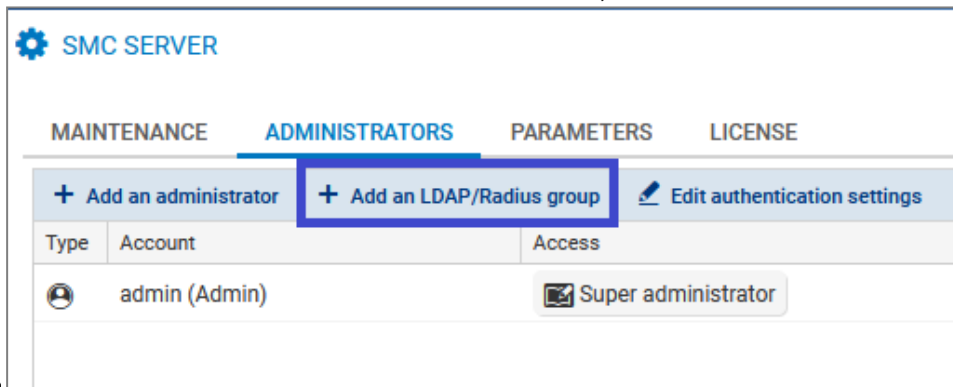 SMC SERVER
MAINTENANCE ADMINISTRATORS PARAMETERS LICENSE
+ Add an administrator + Add an LDAP/Radius group Edit authentication settings
Type Account Access
admin (Admin) Super administrator